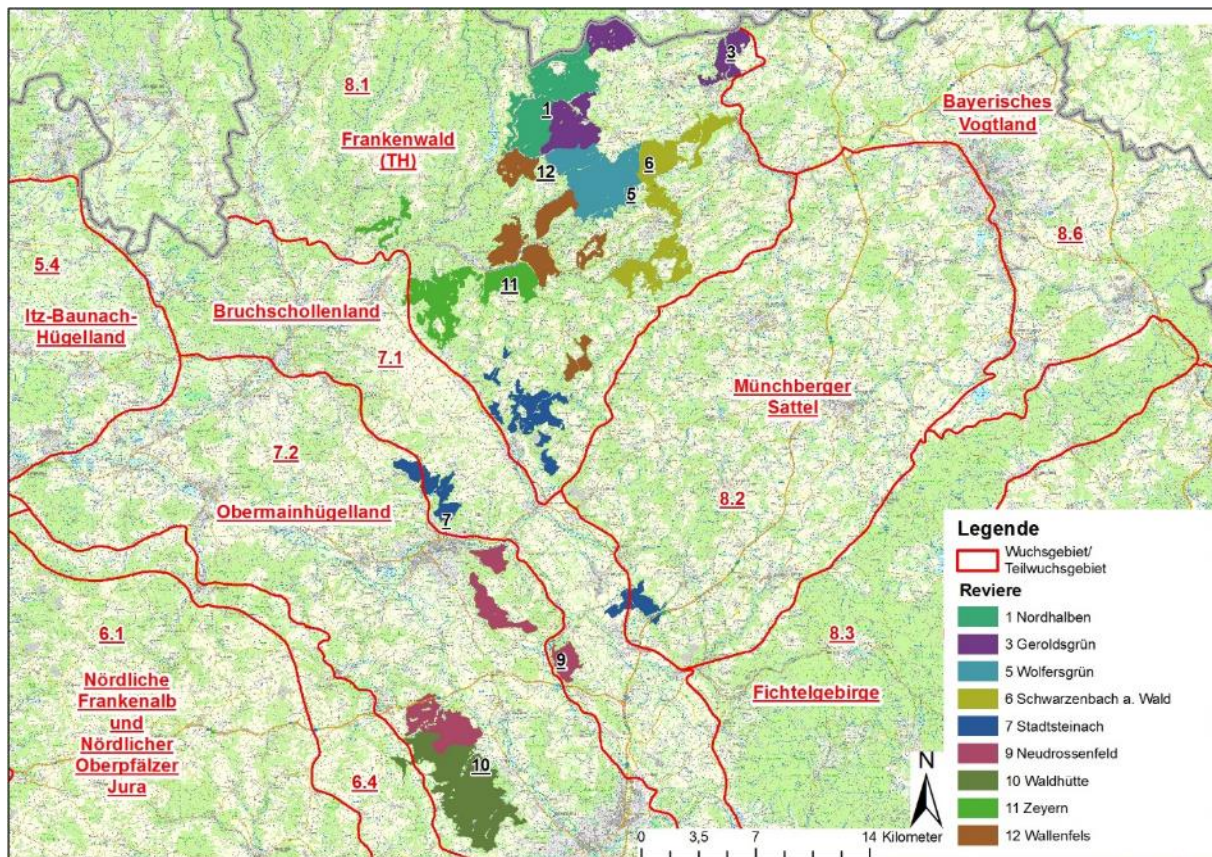 3
8.1
1
Bayerisches
Vogtland
Frankenwald
(TH)
12
6
5
8.6
5.4
Itz-Baunach-
Hügelland
Bruchschollenland
11
7.1
Münchberger
Sattel
7.2
8.2
Obermainhügelland
7
6.1
9
8.3
Nördliche
Frankenalb
und
Nördlicher
Oberpfälzer
Jura
Fichtelgebirge
10
6.4
Legende
Wuchsgebiet/
Teilwuchsgebiet
Reviere
1 Nordhalben
3 Geroldsgrün
5 Wolfersgrün
6 Schwarzenbach a. Wald
7 Stadtsteinach
9 Neudrossenfeld
10 Waldhütte
11 Zeyern
12 Wallenfels
N
0 3,5 7 14 Kilometer